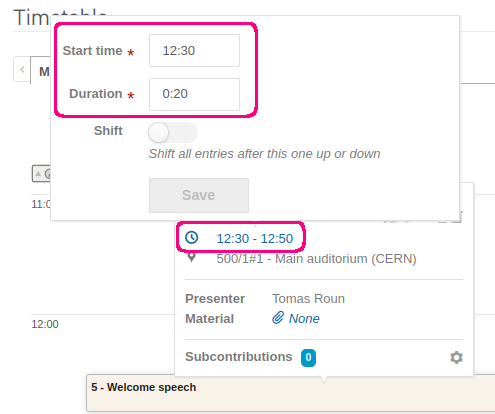 Timetable
M
Start time * 12:30
Duration * 0:20
Shift
Shift all entries after this one up or down
Save
11:0
12:30 - 12:50
500/1#1 - Main auditorium (CERN)
Presenter Tomas Roun
Material None
12:00
Subcontributions 0
5 - Welcome speech